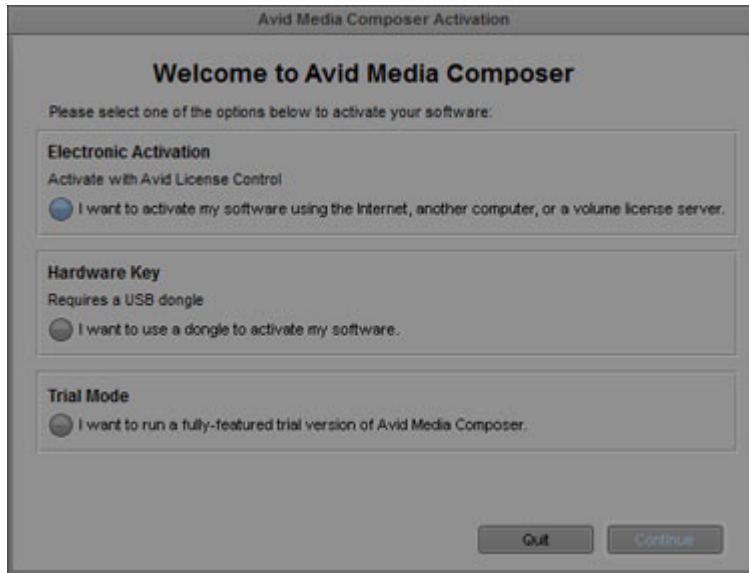 Avid Media Composer Activation
Welcome to Avid Media Composer
Please select one of the options below to activate your software:
Electronic Activation
Activate with Avid License Control
I want to activate my software using the Internet, another computer, or a volume license server.
Hardware Key
Requires a USB dongle
I want to use a dongle to activate my software.
Trial Mode
I want to run a fully-featured trial version of Avid Media Composer.
Quit Continue